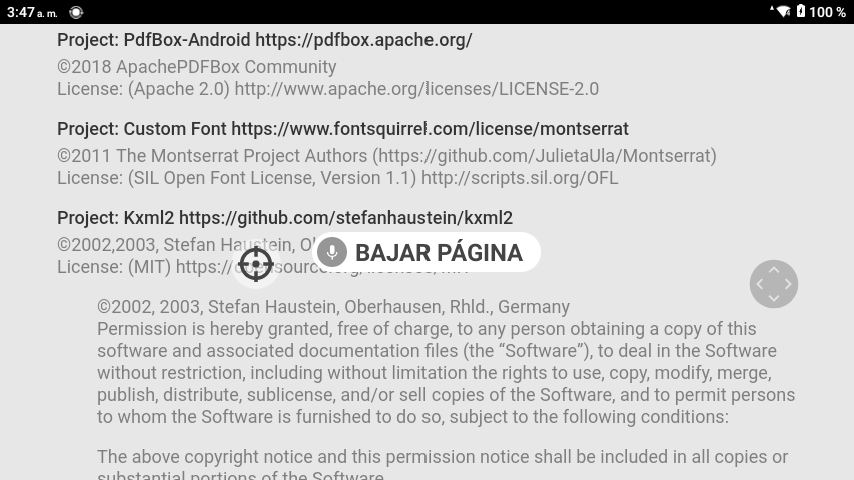 3:47 a. m.
100 %
Project: PdfBox-Android https://pdfbox.apache.org/
©2018 ApachePDFBox Community
License: (Apache 2.0) http://www.apache.org/licenses/LICENSE-2.0
Project: Custom Font https://www.fontsquirrel.com/license/montserrat
©2011 The Montserrat Project Authors (https://github.com/JulietaUla/Montserrat)
License: (SIL Open Font License, Version 1.1) http://scripts.sil.org/OFL
Project: Kxml2 https://github.com/stefanhaustein/kxml2
©2002,2003, Stefan Haustein,
BAJAR PÁGINA
License: (MIT) https://opensource.org/licenses/MIT
©2002, 2003, Stefan Haustein, Oberhausen, Rhld., Germany
Permission is hereby granted, free of charge, to any person obtaining a copy of this
software and associated documentation files (the “Software”), to deal in the Software
without restriction, including without limitation the rights to use, copy, modify, merge,
publish, distribute, sublicense, and/or sell copies of the Software, and to permit persons
to whom the Software is furnished to do so, subject to the following conditions:
The above copyright notice and this permission notice shall be included in all copies or
substantial portions of the Software.